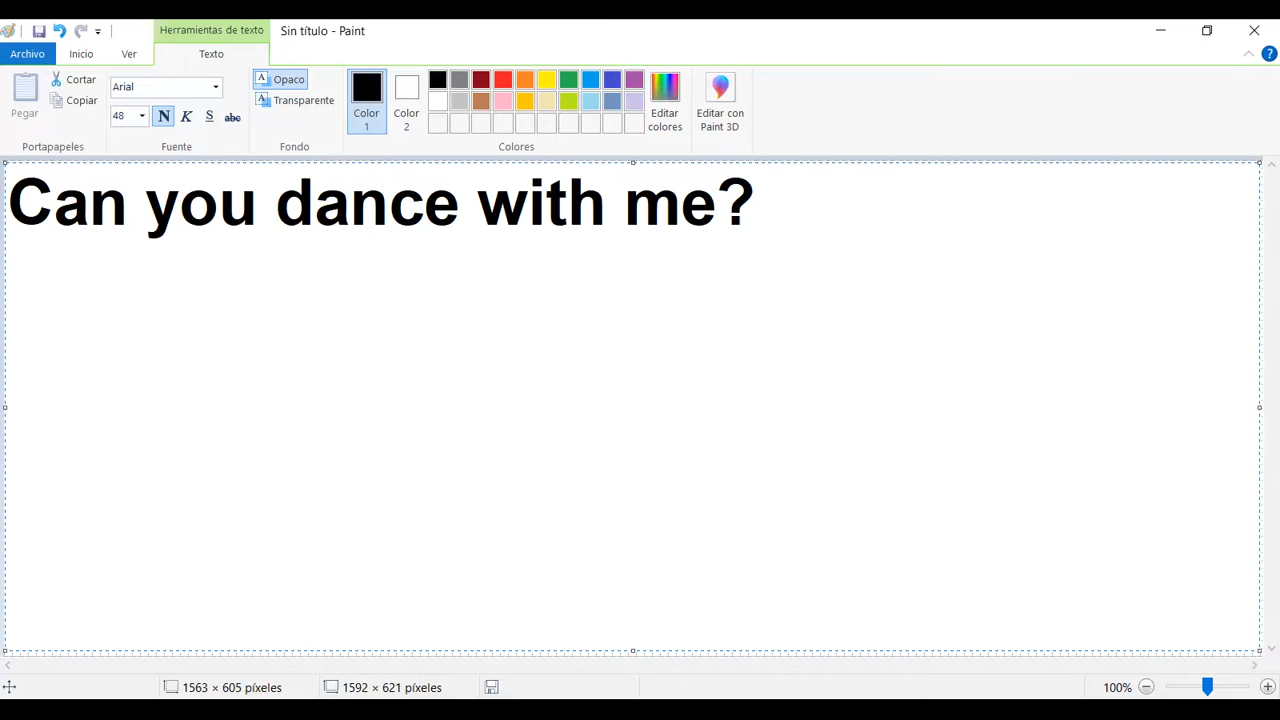 Herramientas de texto Sin título - Paint
Archivo Inicio Ver Texto
Pegar Cortar Copiar
Portapapeles
Arial
48 N K S abc
Fuente
A Opaco
A Transparente
Fondo
Color 1
Color 2
Editar colores
Colores
Editar con Paint 3D
Can you dance with me?
1563 × 605 píxeles 1592 × 621 píxeles 100%